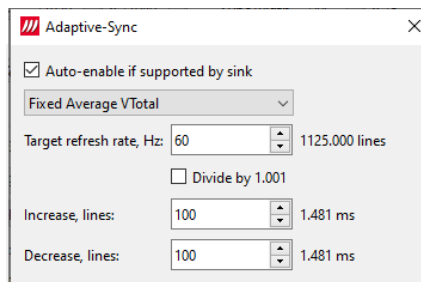 Adaptive-Sync
Auto-enable if supported by sink
Fixed Average VTotal
Target refresh rate, Hz: 60 1125.000 lines
Divide by 1.001
Increase, lines: 100 1.481 ms
Decrease, lines: 100 1.481 ms